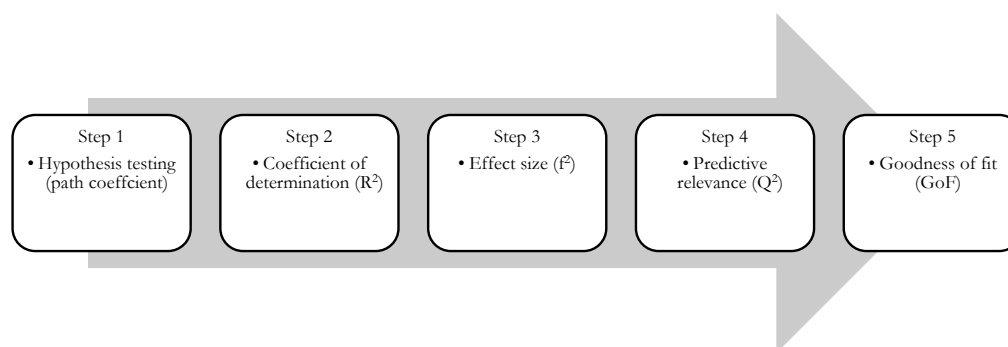 Step 1
• Hypothesis testing
(path coeffcient)
Step 2
• Coefficient of
determination (R²)
Step 3
• Effect size (f²)
Step 4
• Predictive
relevance (Q²)
Step 5
• Goodness of fit
(GoF)